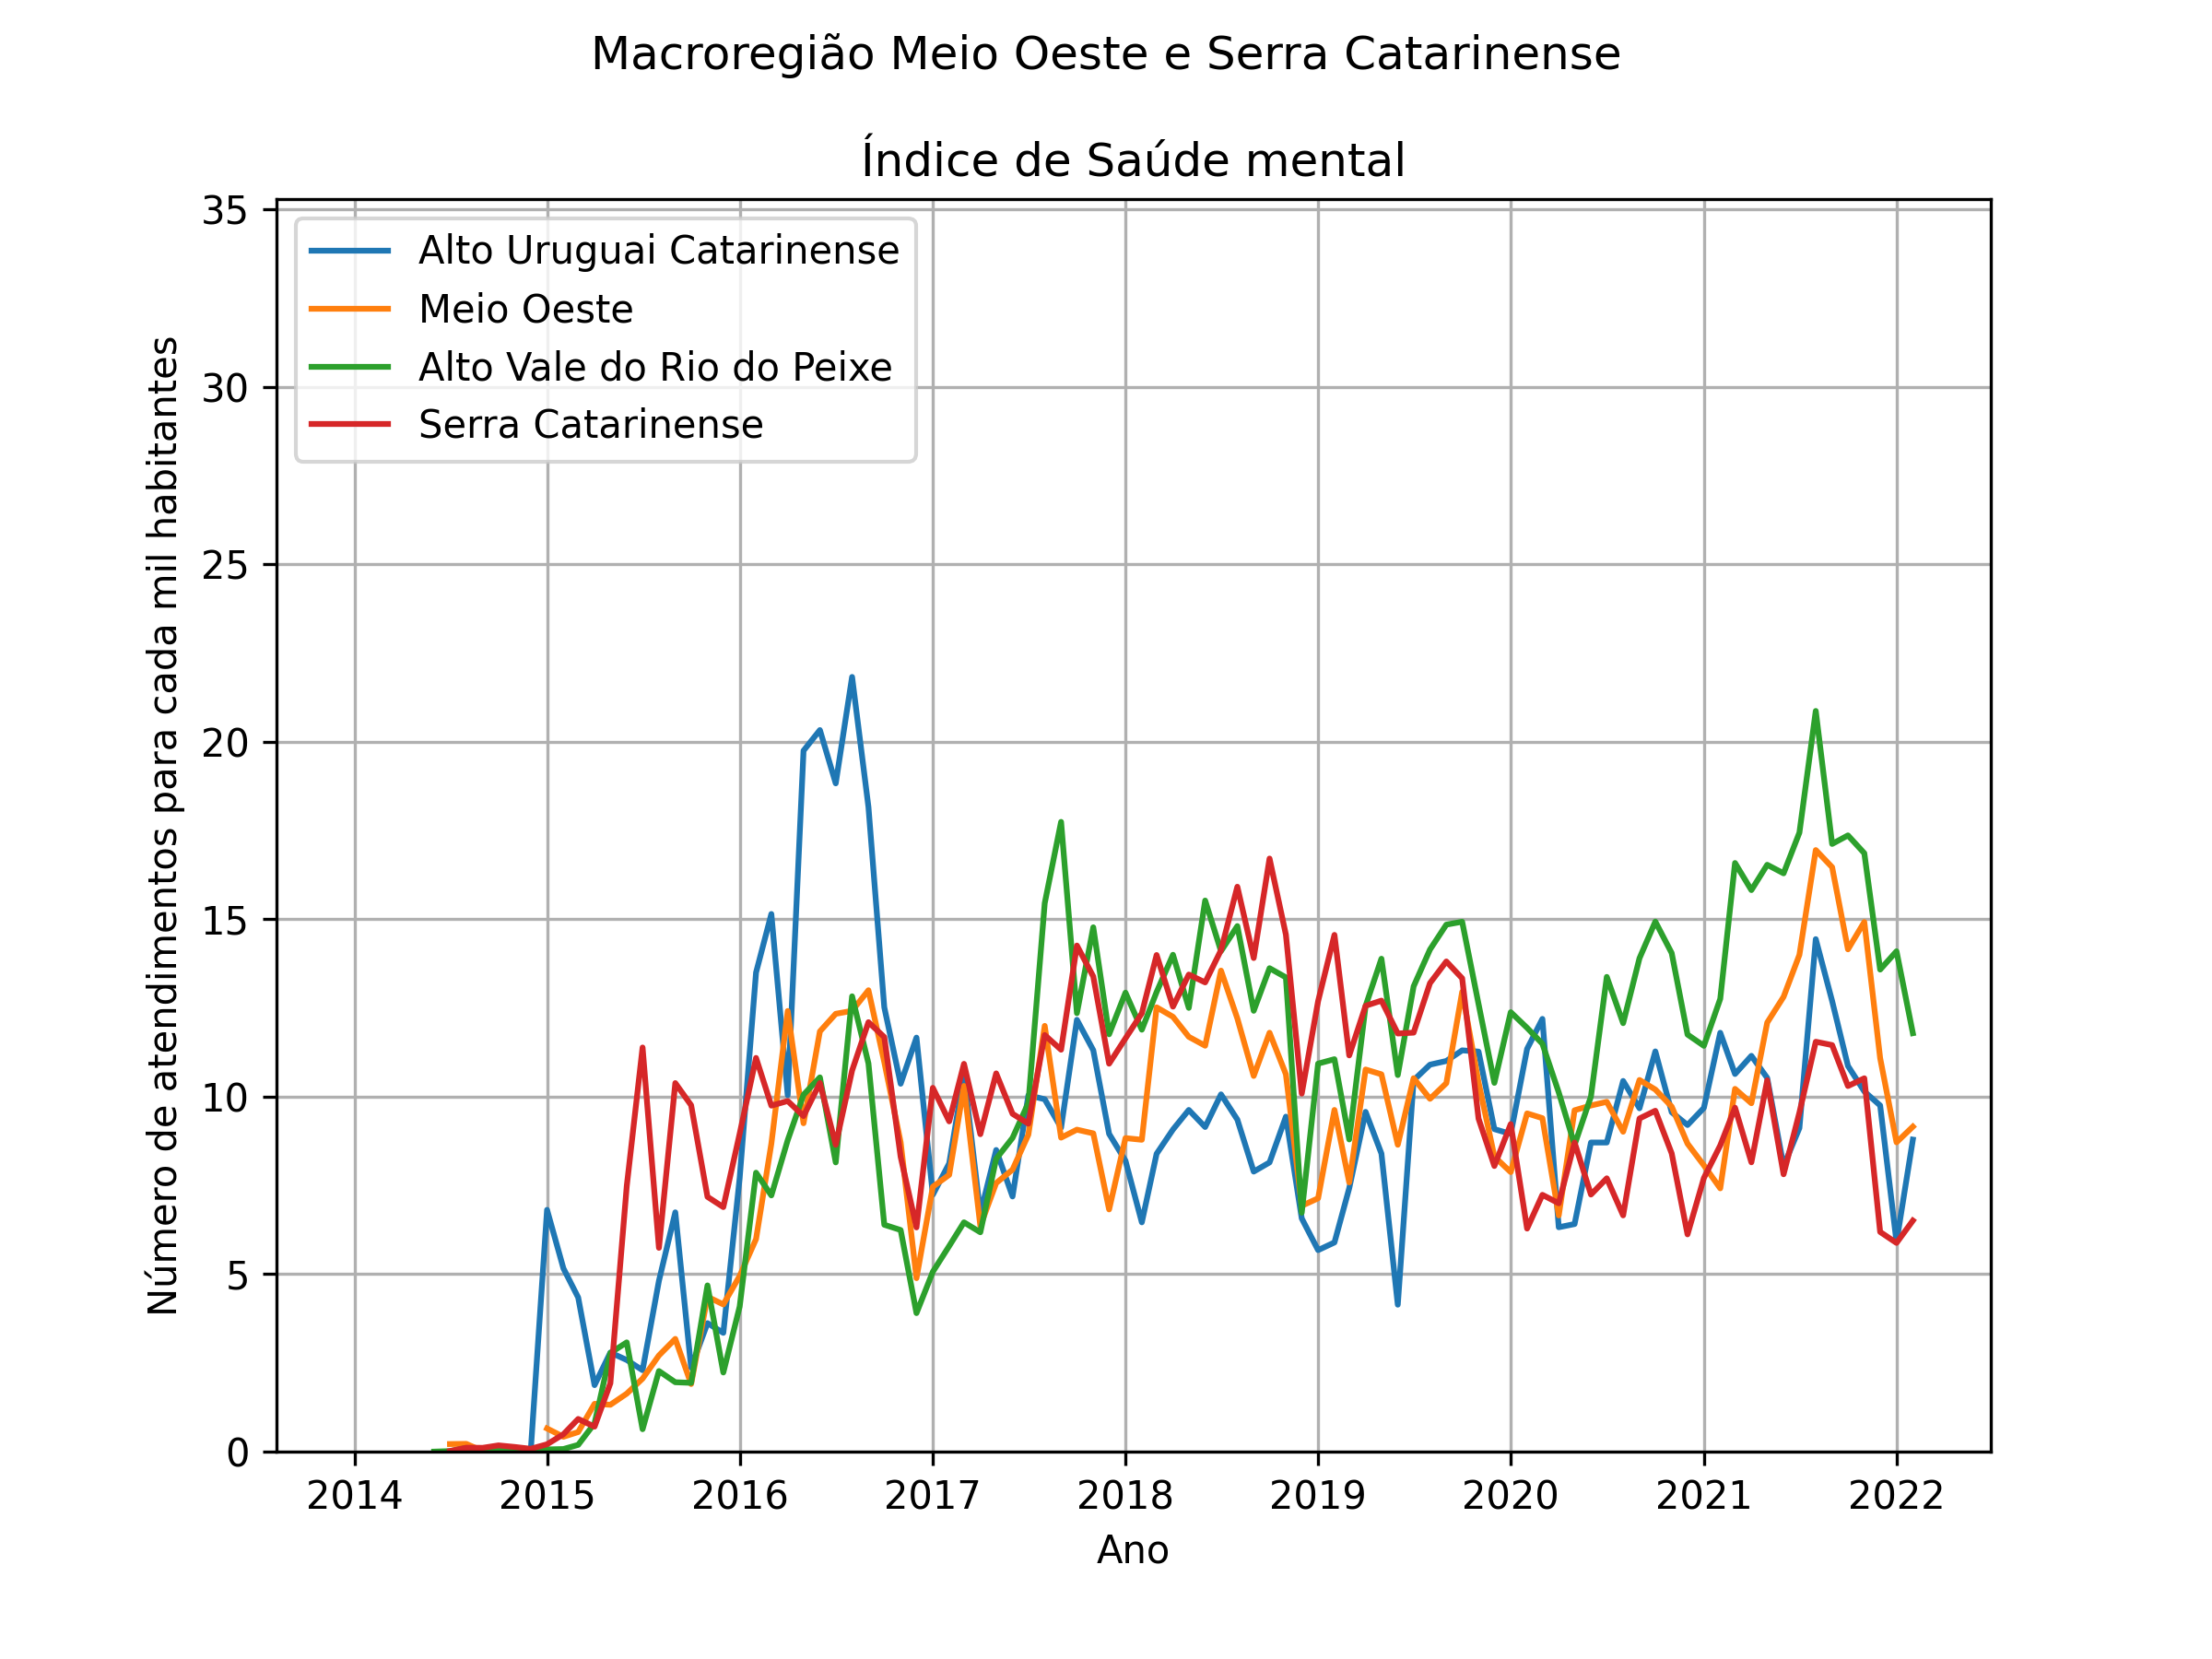 Macroregião Meio Oeste e Serra Catarinense
Índice de Saúde mental
Número de atendimentos para cada mil habitantes
35
30
25
20
15
10
5
0
Alto Uruguai Catarinense
Meio Oeste
Alto Vale do Rio do Peixe
Serra Catarinense
2014 2015 2016 2017 2018 2019 2020 2021 2022
Ano